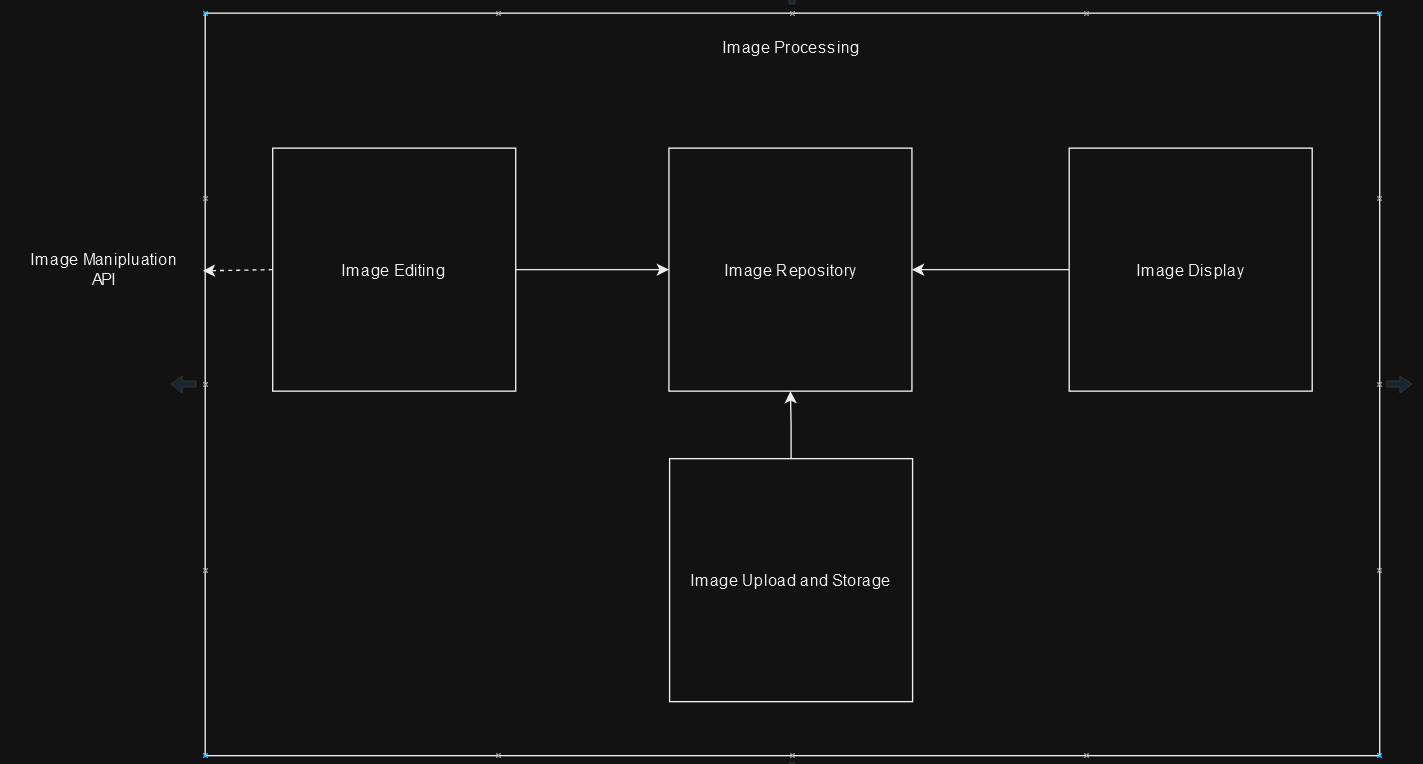 Image Processing
Image Manipluation
API
Image Editing
Image Repository
Image Display
Image Upload and Storage